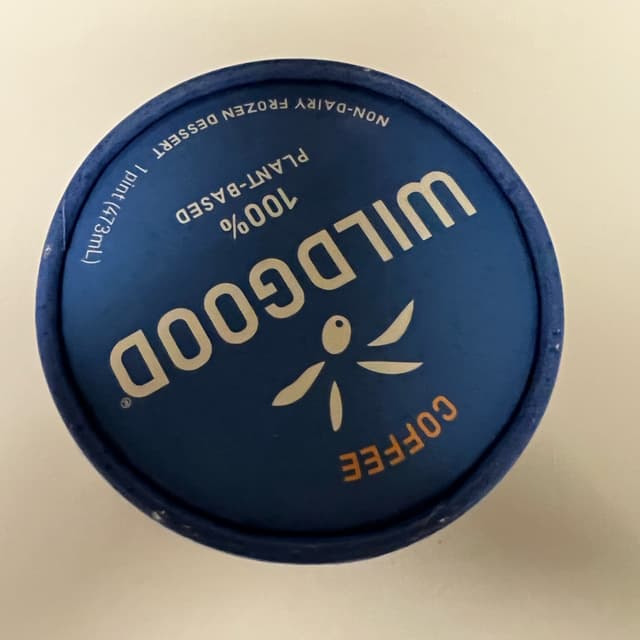 COFFEE
WILDGOOD®
100%
PLANT-BASED
NON-DAIRY FROZEN DESSERT 1 pint (473mL)